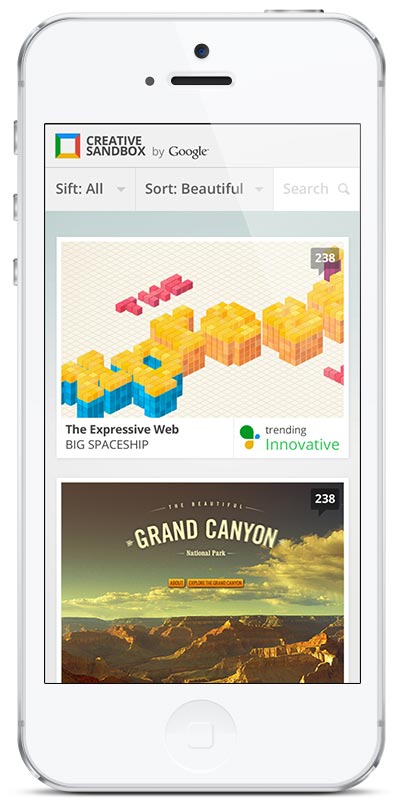 CREATIVE
SANDBOX by Google
Sift: All
Sort: Beautiful
Search
238
THE
The Expressive Web
BIG SPACESHIP
trending
Innovative
238
THE BEAUTIFUL
the GRAND CANYON
National Park
ABOUT
EXPLORE THE GRAND CANYON